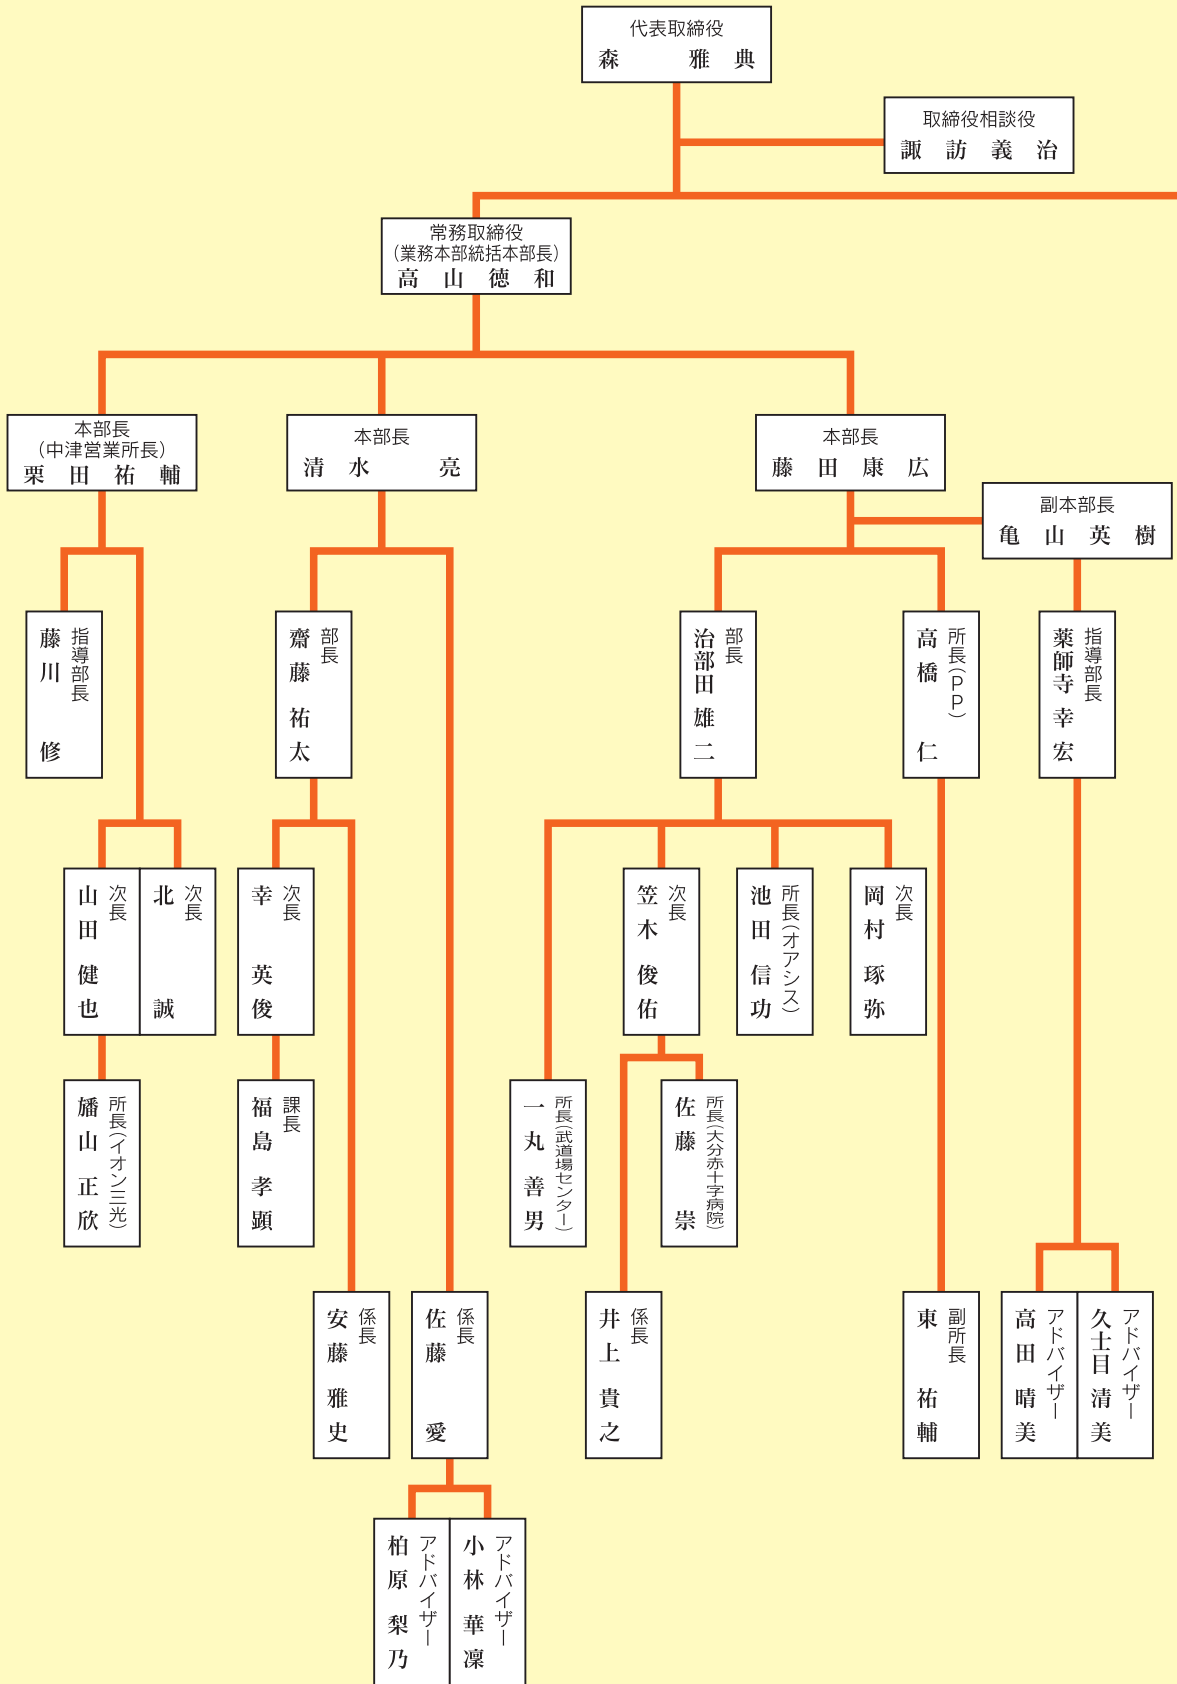 代表取締役
森　雅典
取締役相談役
諏訪義治
常務取締役
（業務本部統括本部長）
高山徳和
本部長
（中津営業所長）
栗田祐輔
本部長
清水　亮
本部長
藤田康広
副本部長
亀山英樹
指導部長
藤川　修
部長
齋藤祐太
部長
治部田雄二
所長（PP）
高橋　仁
指導部長
薬師寺幸宏
次長
山田健也
次長
北　誠
次長
幸　英俊
次長
笠木俊佑
所長（オアシス）
池田信功
次長
岡村琢弥
所長（イオン三光）
旛山正欣
課長
福島孝顕
所長（武道場センター）
一丸善男
所長（大分赤十字病院）
佐藤　崇
係長
安藤雅史
係長
佐藤　愛
係長
井上貴之
副所長
東　祐輔
アドバイザー
高田晴美
アドバイザー
久士目清美
アドバイザー
柏原梨乃
アドバイザー
小林華凜